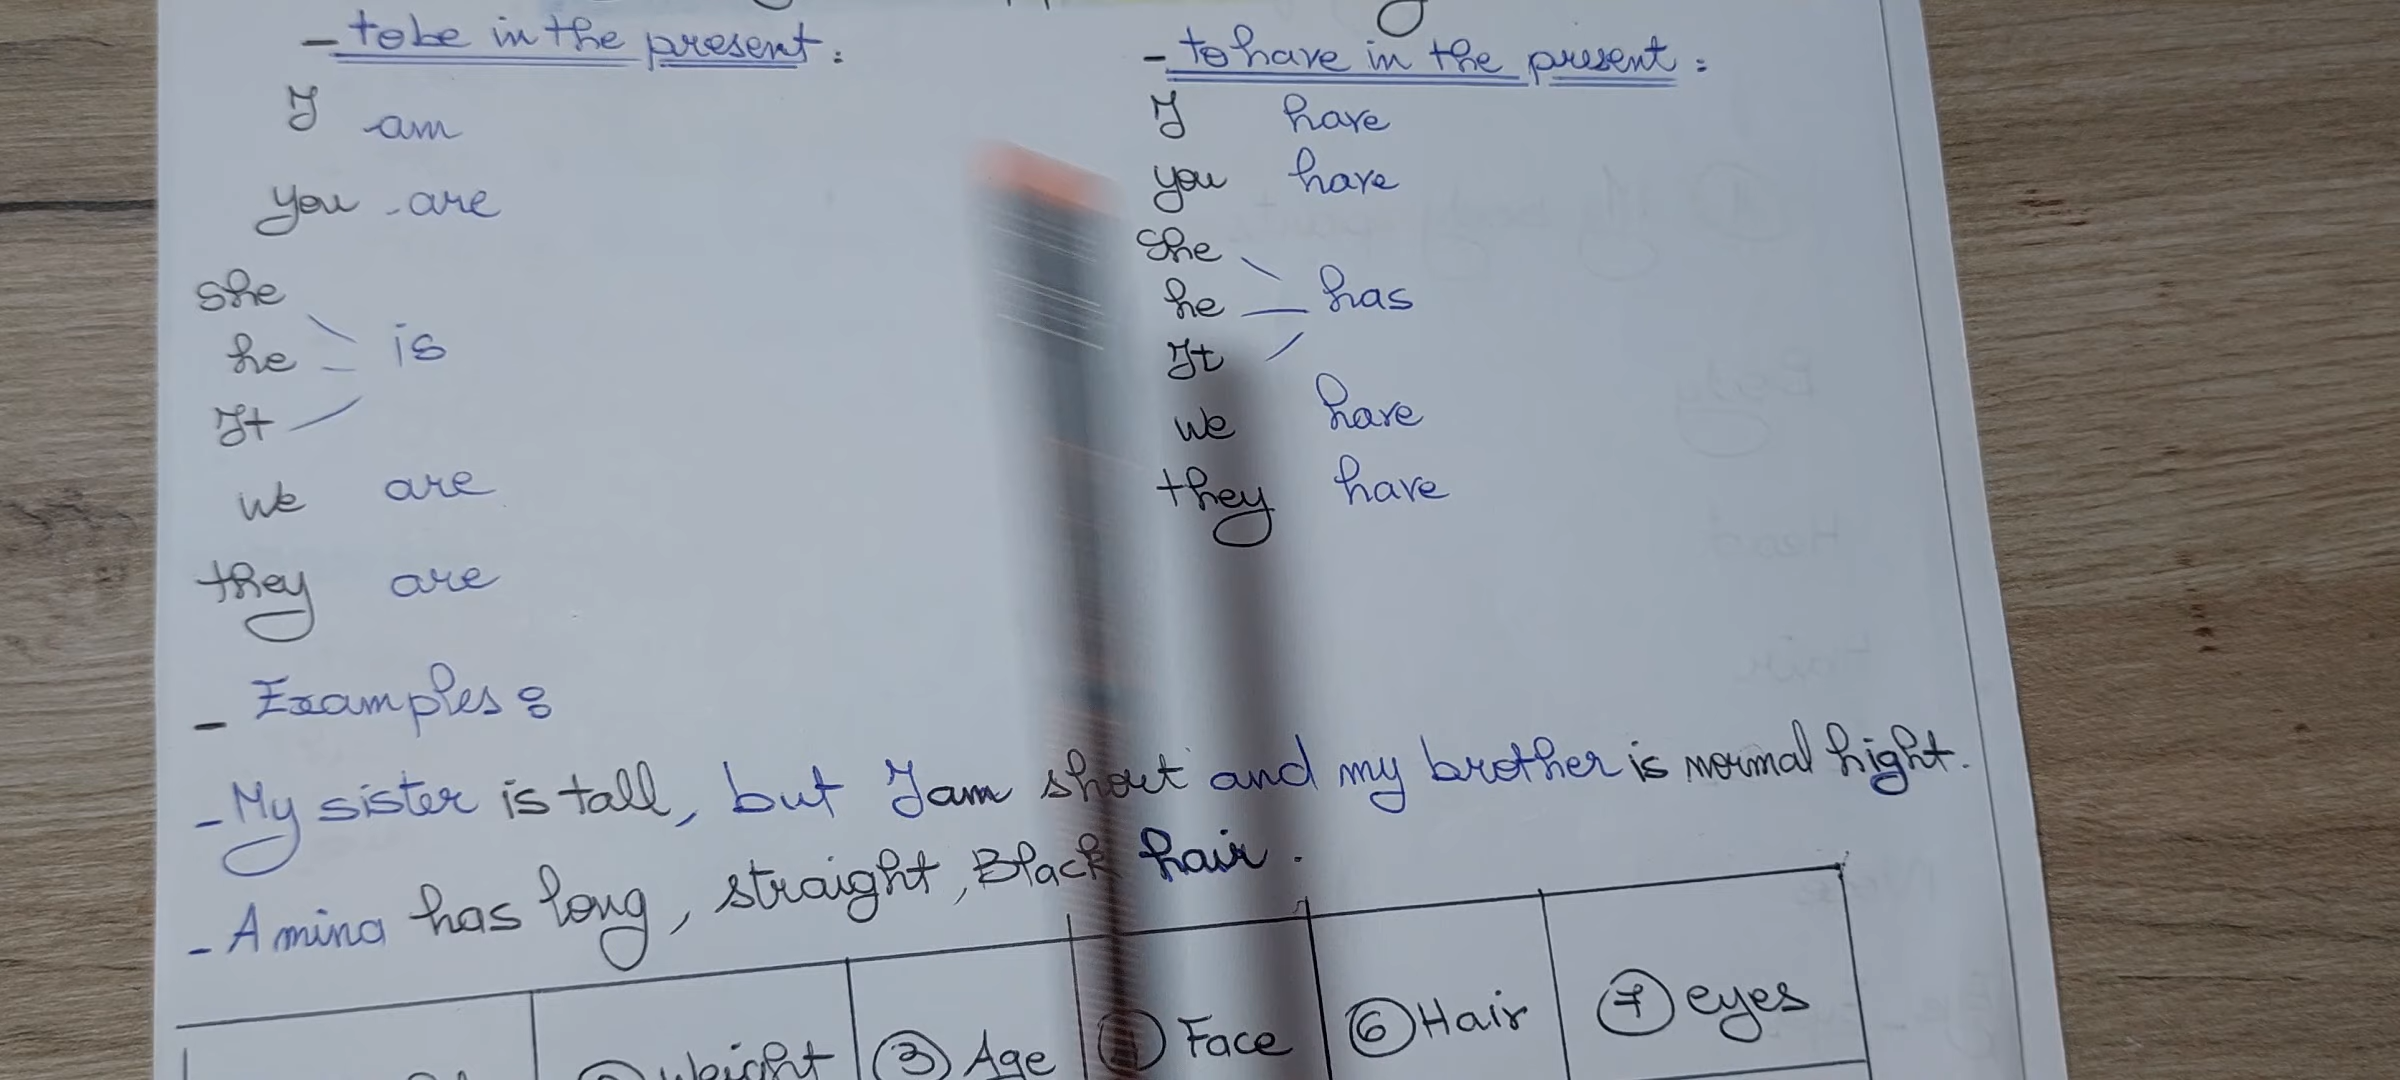 - to be in the present :
I am
you are
she
he is
It
we are
they are
- to have in the present :
I have
you have
she
he has
It
we have
they have
- Examples :
- My sister is tall, but I am short and my brother is normal hight.
- Amina has long, straight, Black hair.
Weight
③ Age
Face
⑥ Hair
⑦ eyes